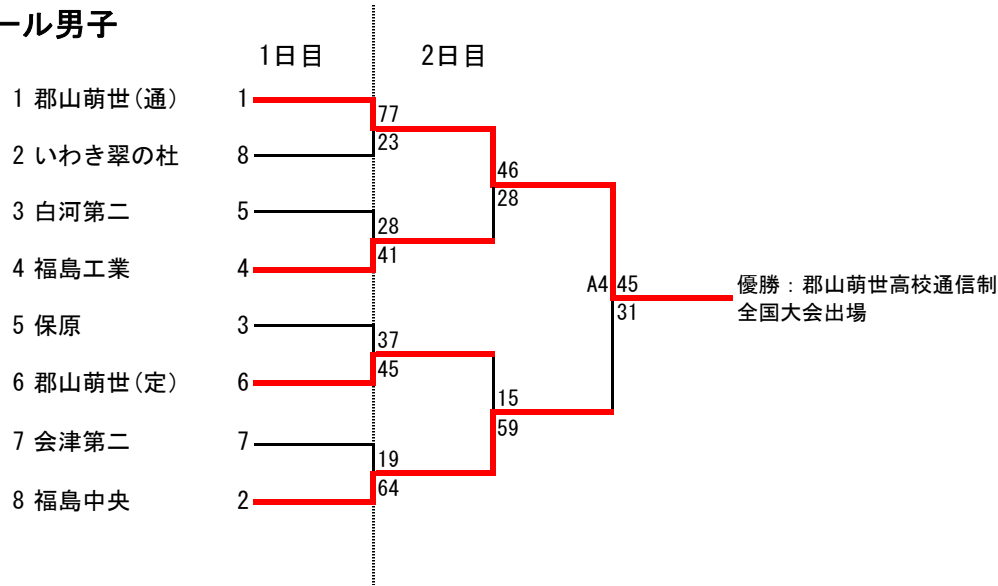 ール男子
1日目
2日目
1 郡山萌世(通) 1
77
2 いわき翠の杜 8
23
46
28
3 白河第二 5
28
4 福島工業 4
41
A4 45
31
優勝:郡山萌世高校通信制
全国大会出場
5 保原 3
37
6 郡山萌世(定) 6
45
15
59
7 会津第二 7
19
8 福島中央 2
64